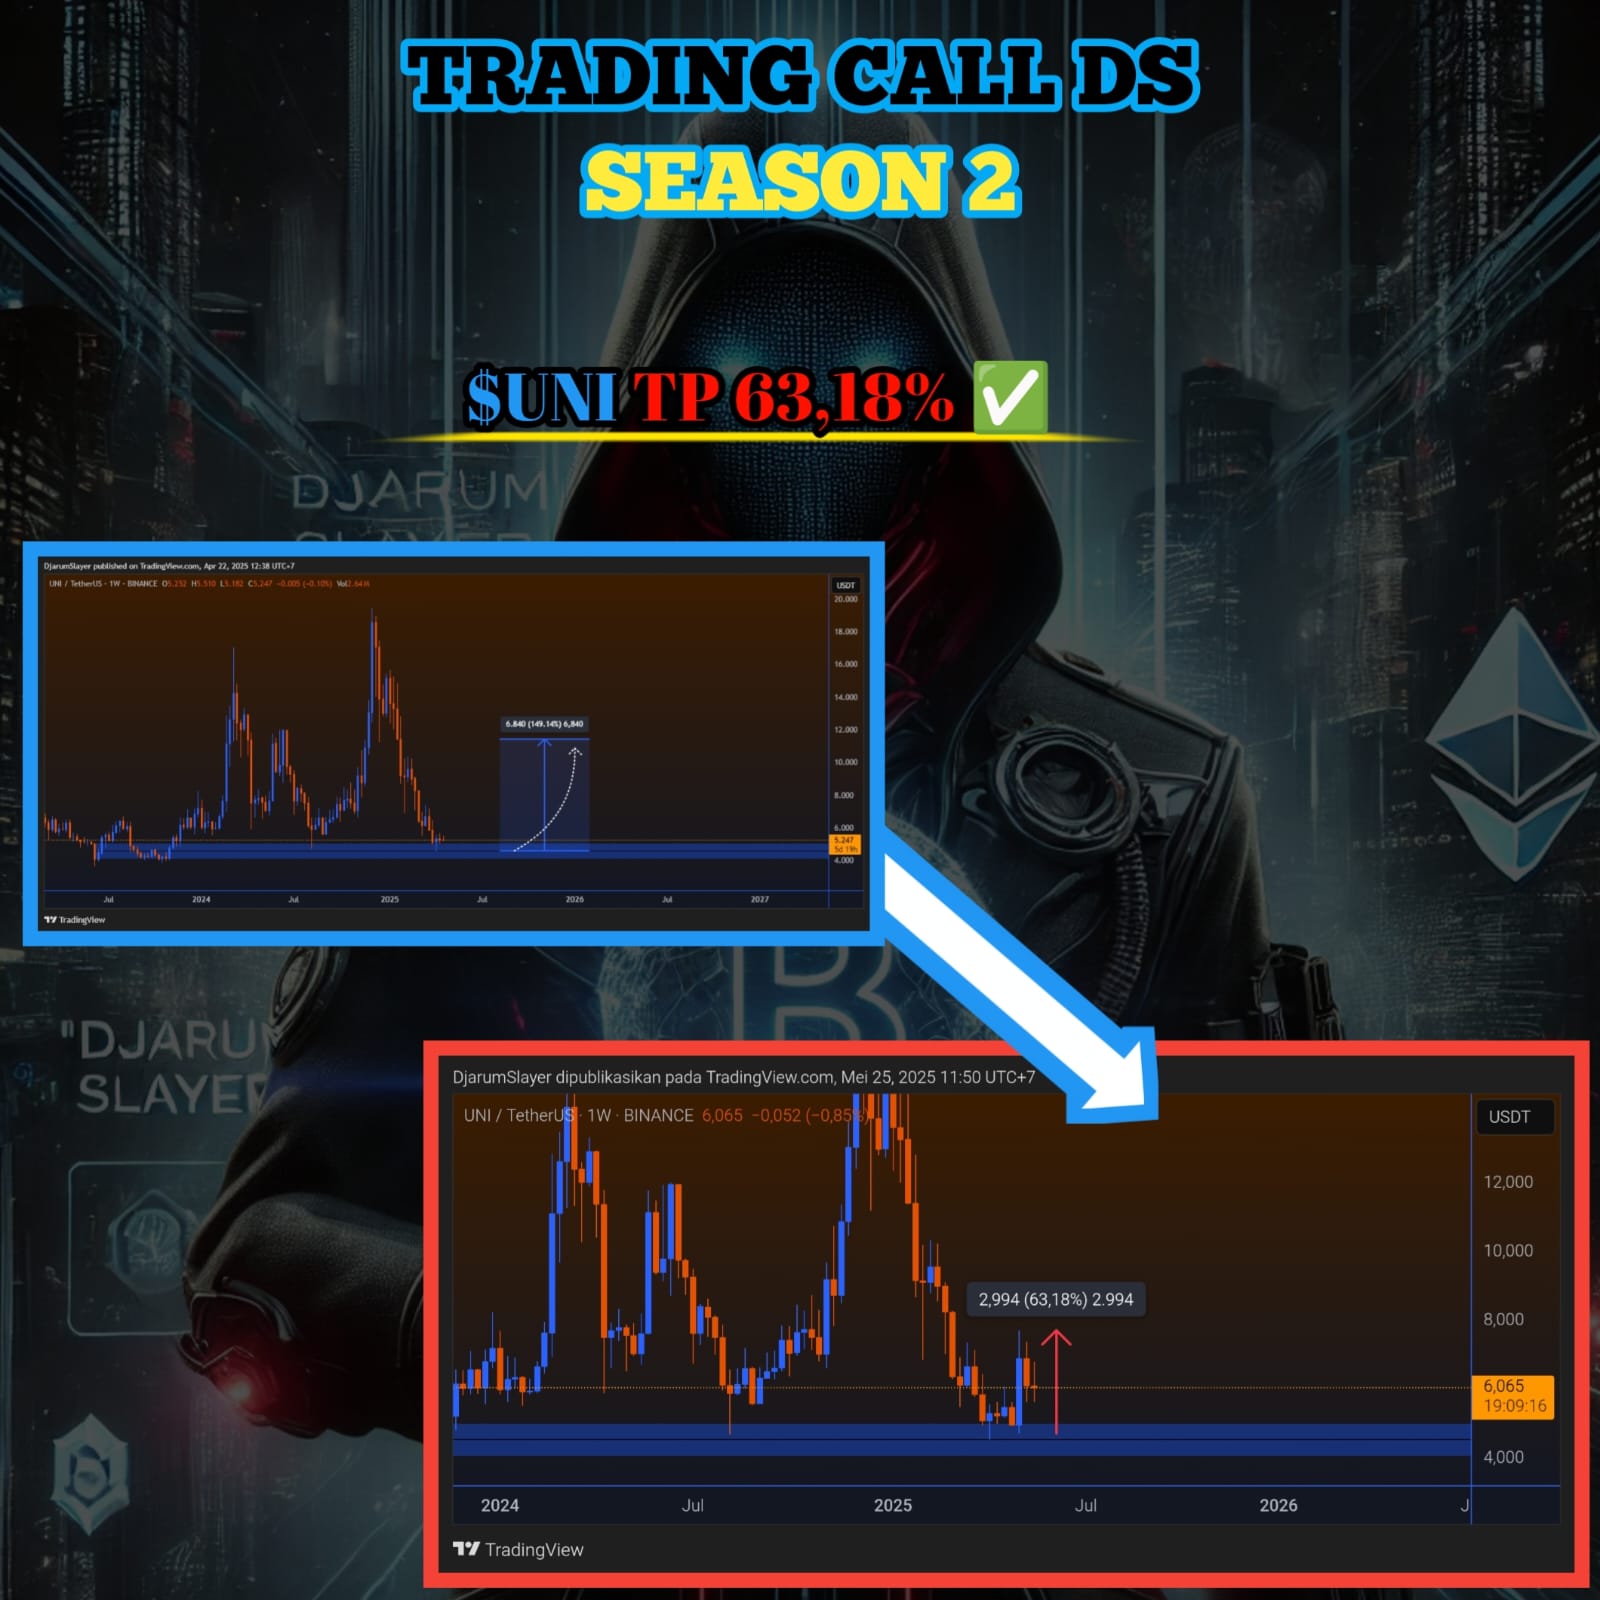 TRADING CALL DS
SEASON 2
$UNI TP 63,18% ✅
DJARUM
SLAYER
DjarumSlayer published on TradingView.com, Apr 22, 2025 12:38 UTC+7
UNI / TetherUS · 1W · BINANCE O5.252 H5.510 L5.182 C5.247 −0.005 (−0.10%) Vol2.64M
USDT
20.000
18.000
16.000
14.000
12.000
10.000
8.000
6.000
5.247
5d 19h
4.000
6.840 (149.14%) 6,840
Jul 2024 Jul 2025 Jul 2026 Jul 2027
TradingView
"DJARU
SLAYER
DjarumSlayer dipublikasikan pada TradingView.com, Mei 25, 2025 11:50 UTC+7
UNI / TetherUS · 1W · BINANCE 6,065 −0,052 (−0,85%)
USDT
12,000
10,000
2,994 (63,18%) 2.994
8,000
6,065
19:09:16
4,000
2024 Jul 2025 Jul 2026 J
TradingView